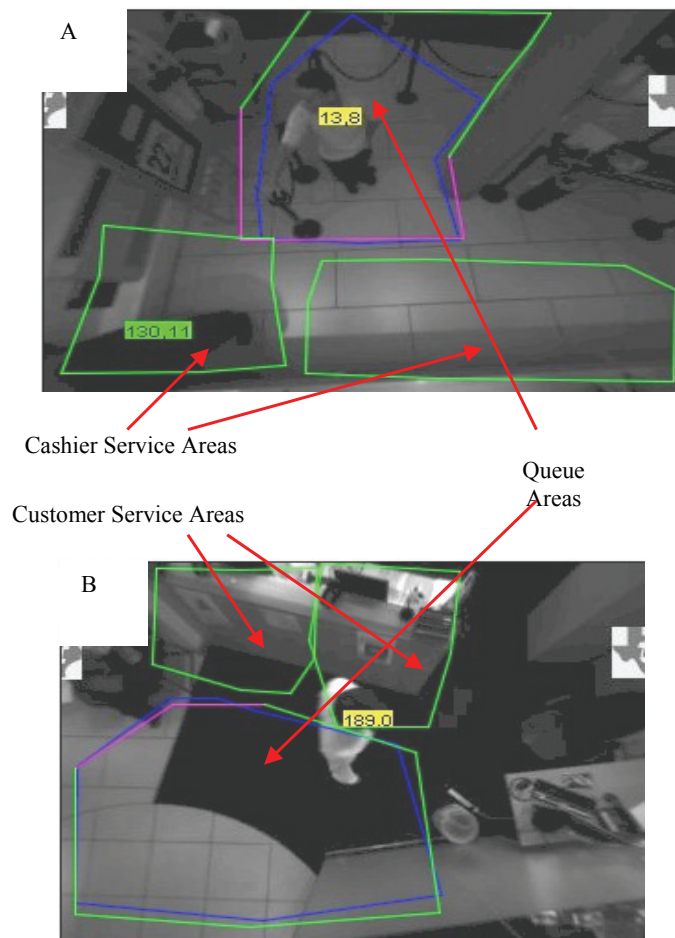 A
13,8
130,11
Cashier Service Areas
Queue
Areas
Customer Service Areas
B
189,0